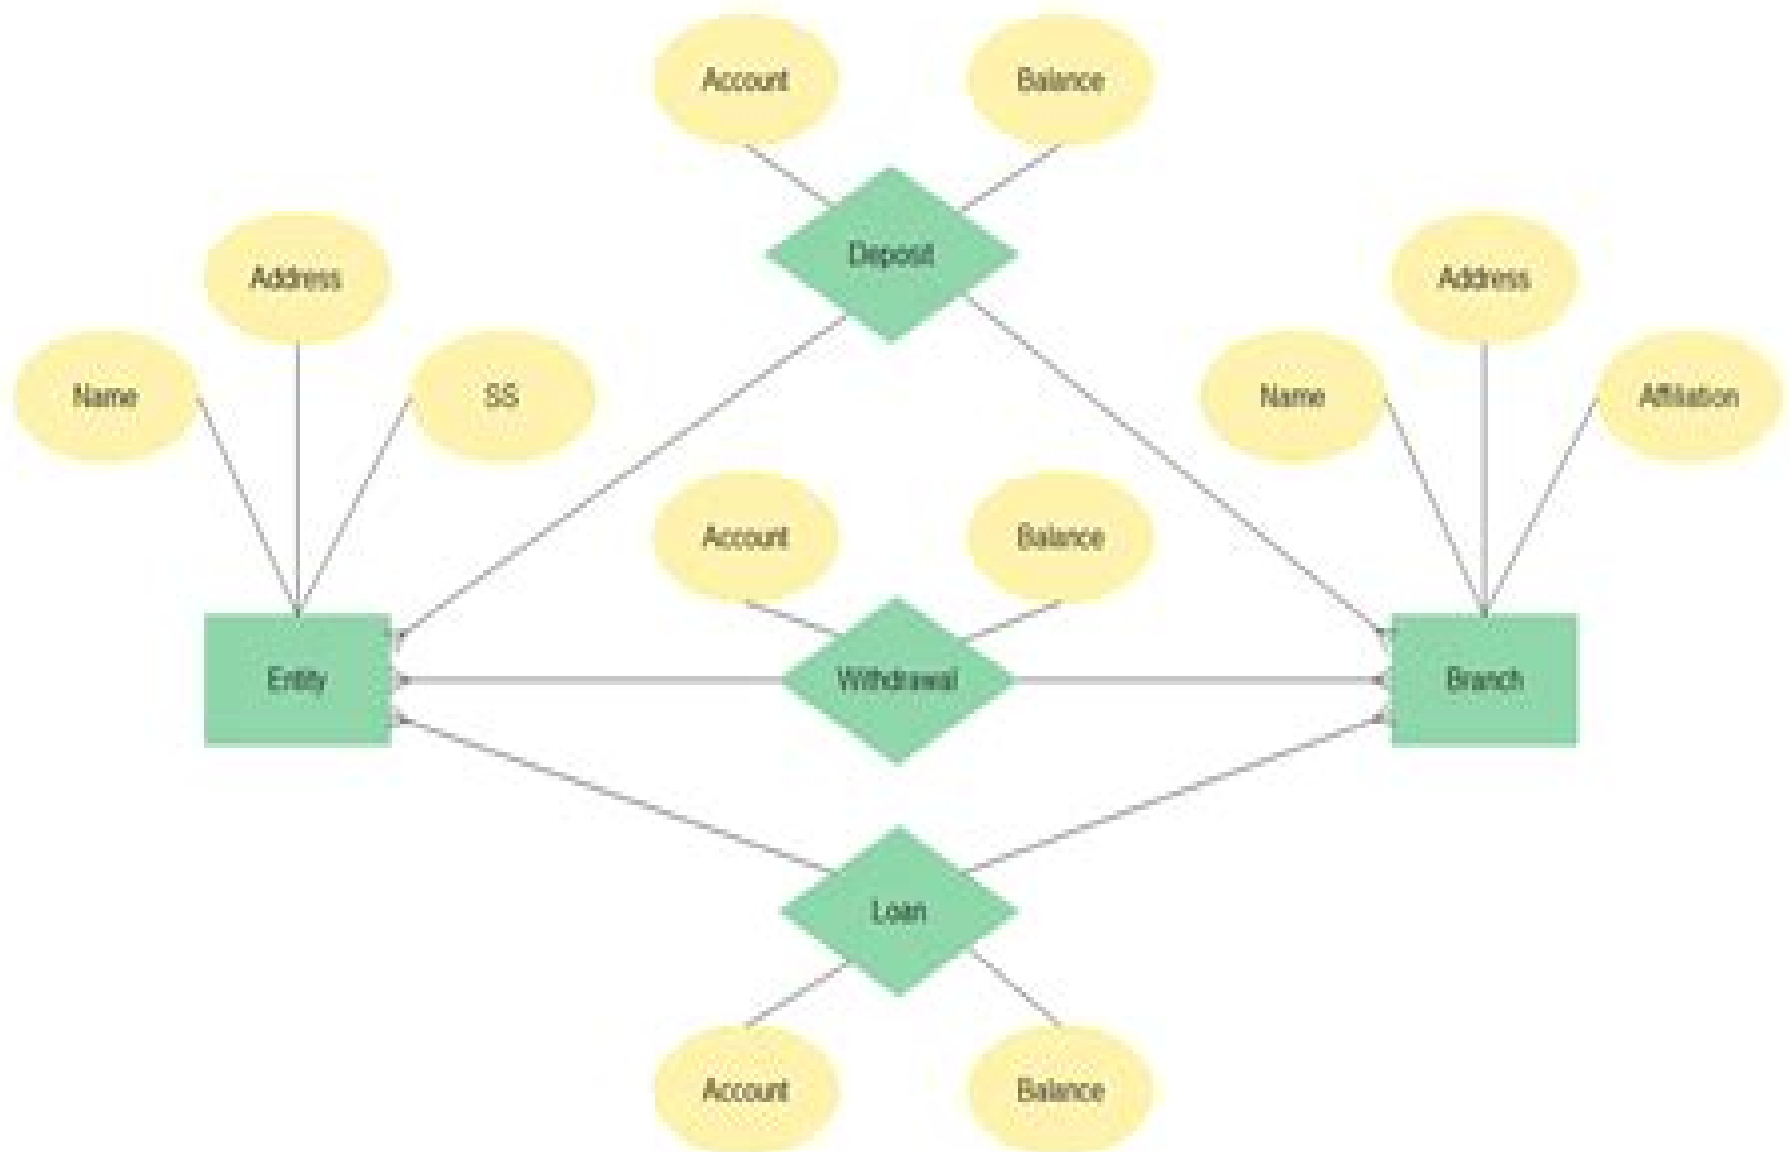 Account
Balance
Deposit
Address
Address
Name
SS
Name
Affiliation
Account
Balance
Entity
Withdrawal
Branch
Loan
Account
Balance